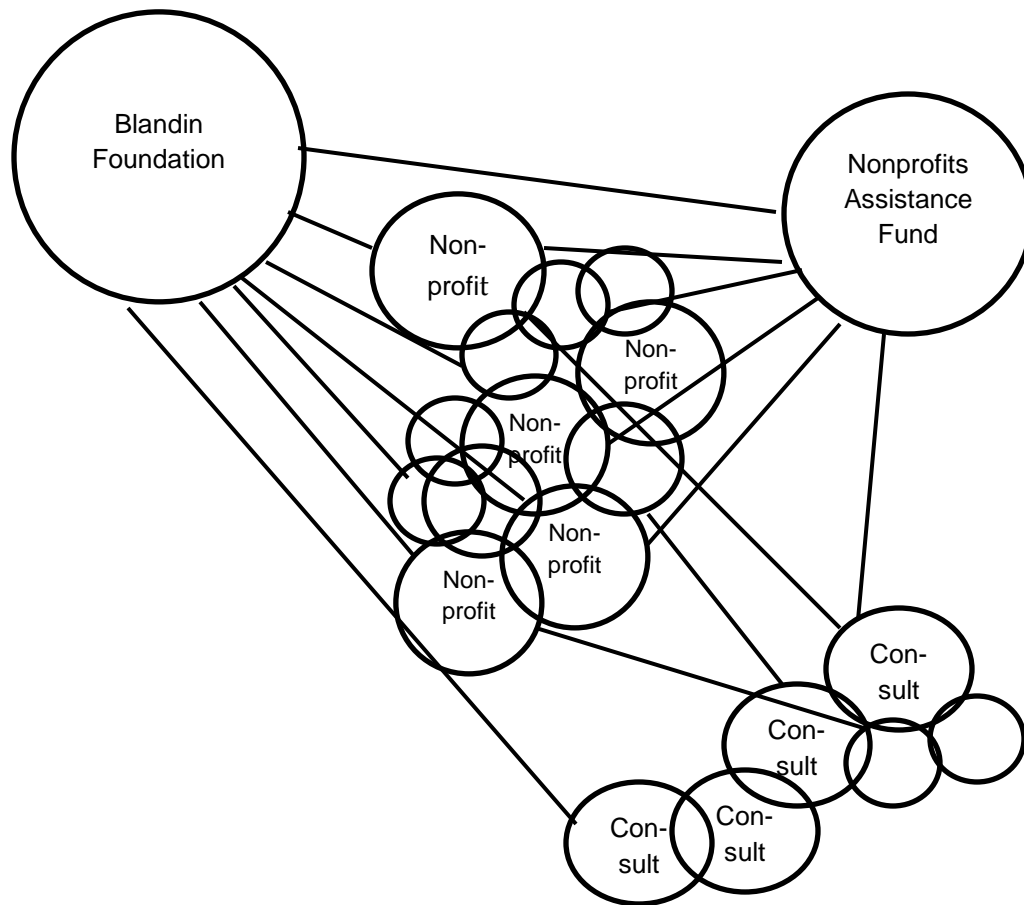 Blandin
Foundation
Nonprofits
Assistance
Fund
Non-
profit
Non-
profit
Non-
profit
Non-
profit
Non-
profit
Con-
sult
Con-
sult
Con-
sult
Con-
sult